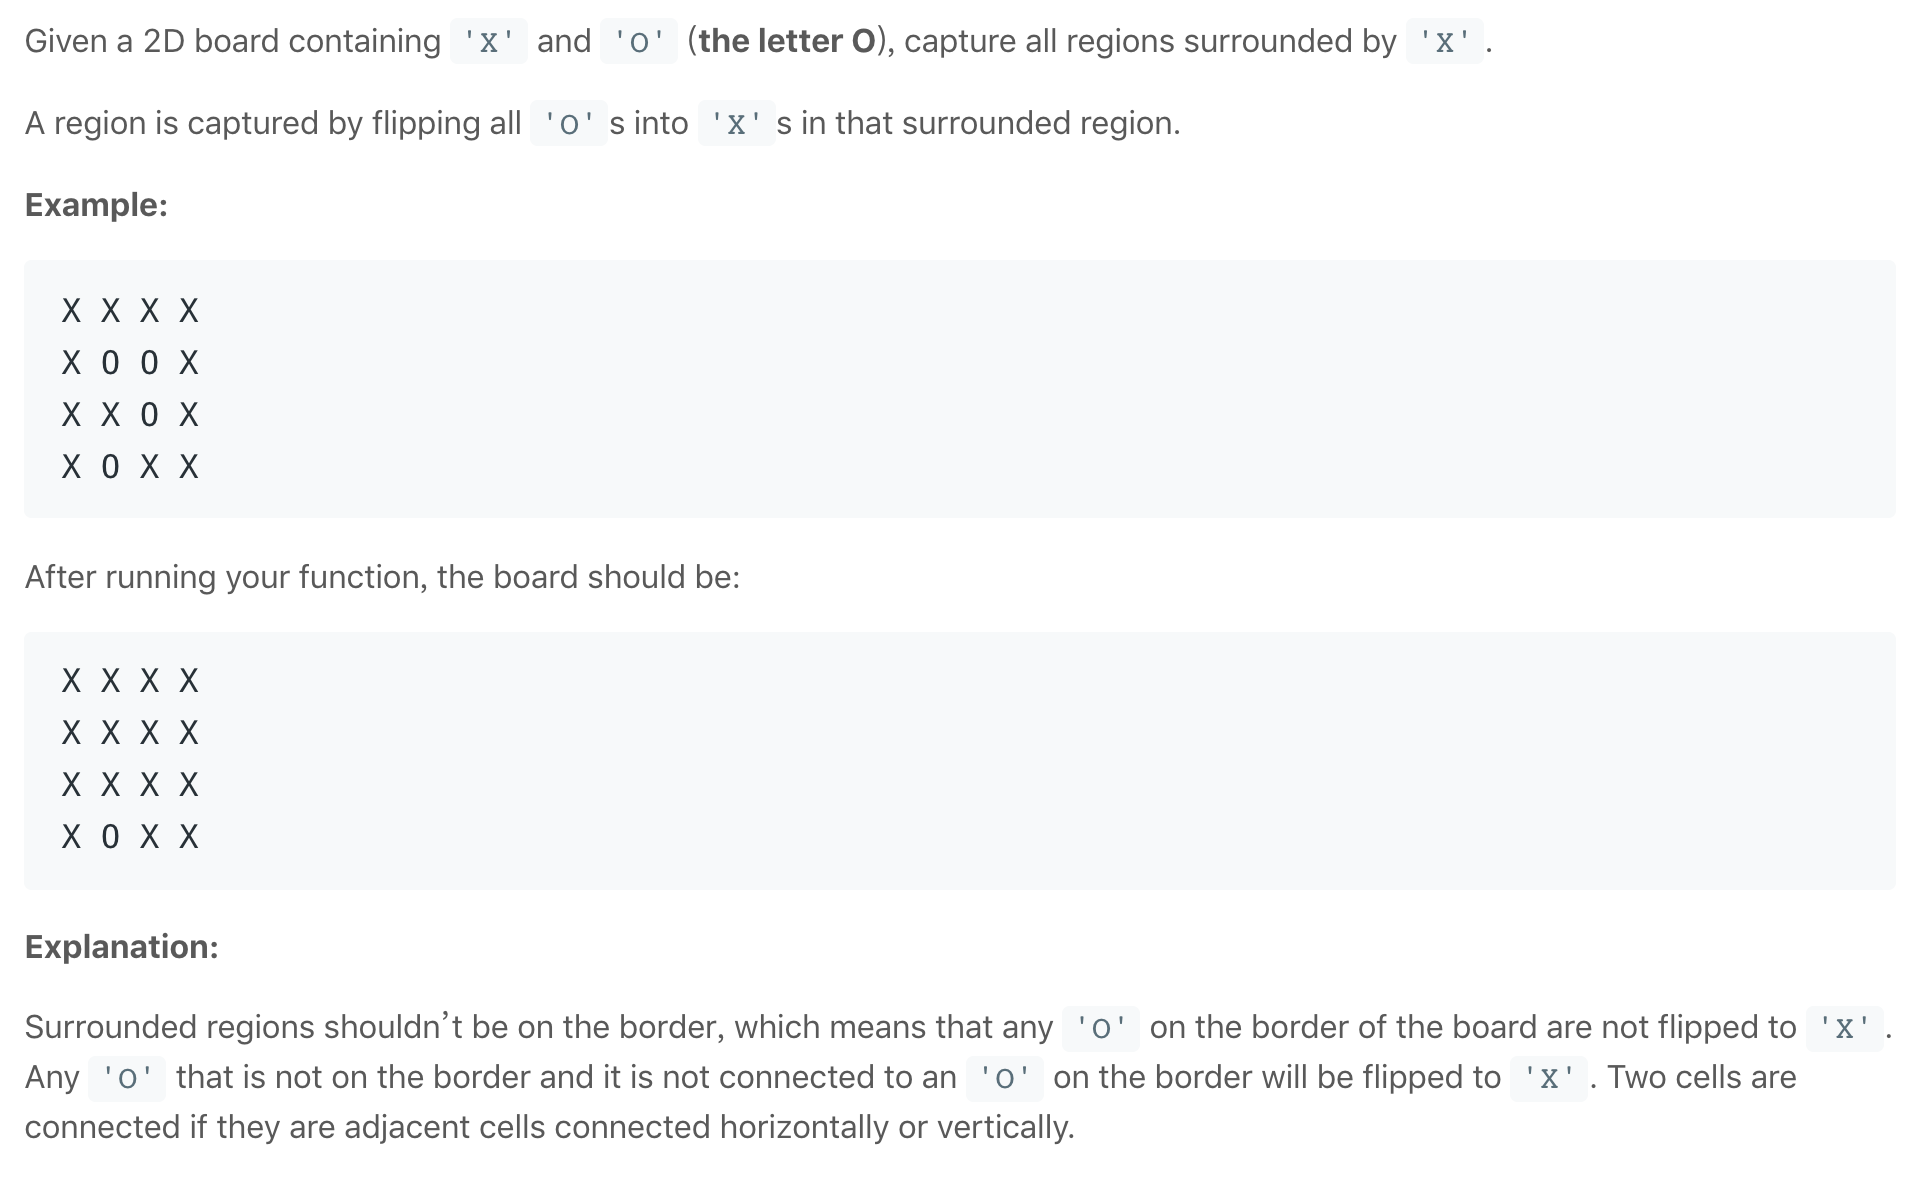 Given a 2D board containing 'X' and 'O' (the letter O), capture all regions surrounded by 'X'.
A region is captured by flipping all 'O's into 'X's in that surrounded region.
Example:
X X X X
X O O X
X X O X
X O X X
After running your function, the board should be:
X X X X
X X X X
X X X X
X O X X
Explanation:
Surrounded regions shouldn’t be on the border, which means that any 'O' on the border of the board are not flipped to 'X'.
Any 'O' that is not on the border and it is not connected to an 'O' on the border will be flipped to 'X'. Two cells are
connected if they are adjacent cells connected horizontally or vertically.